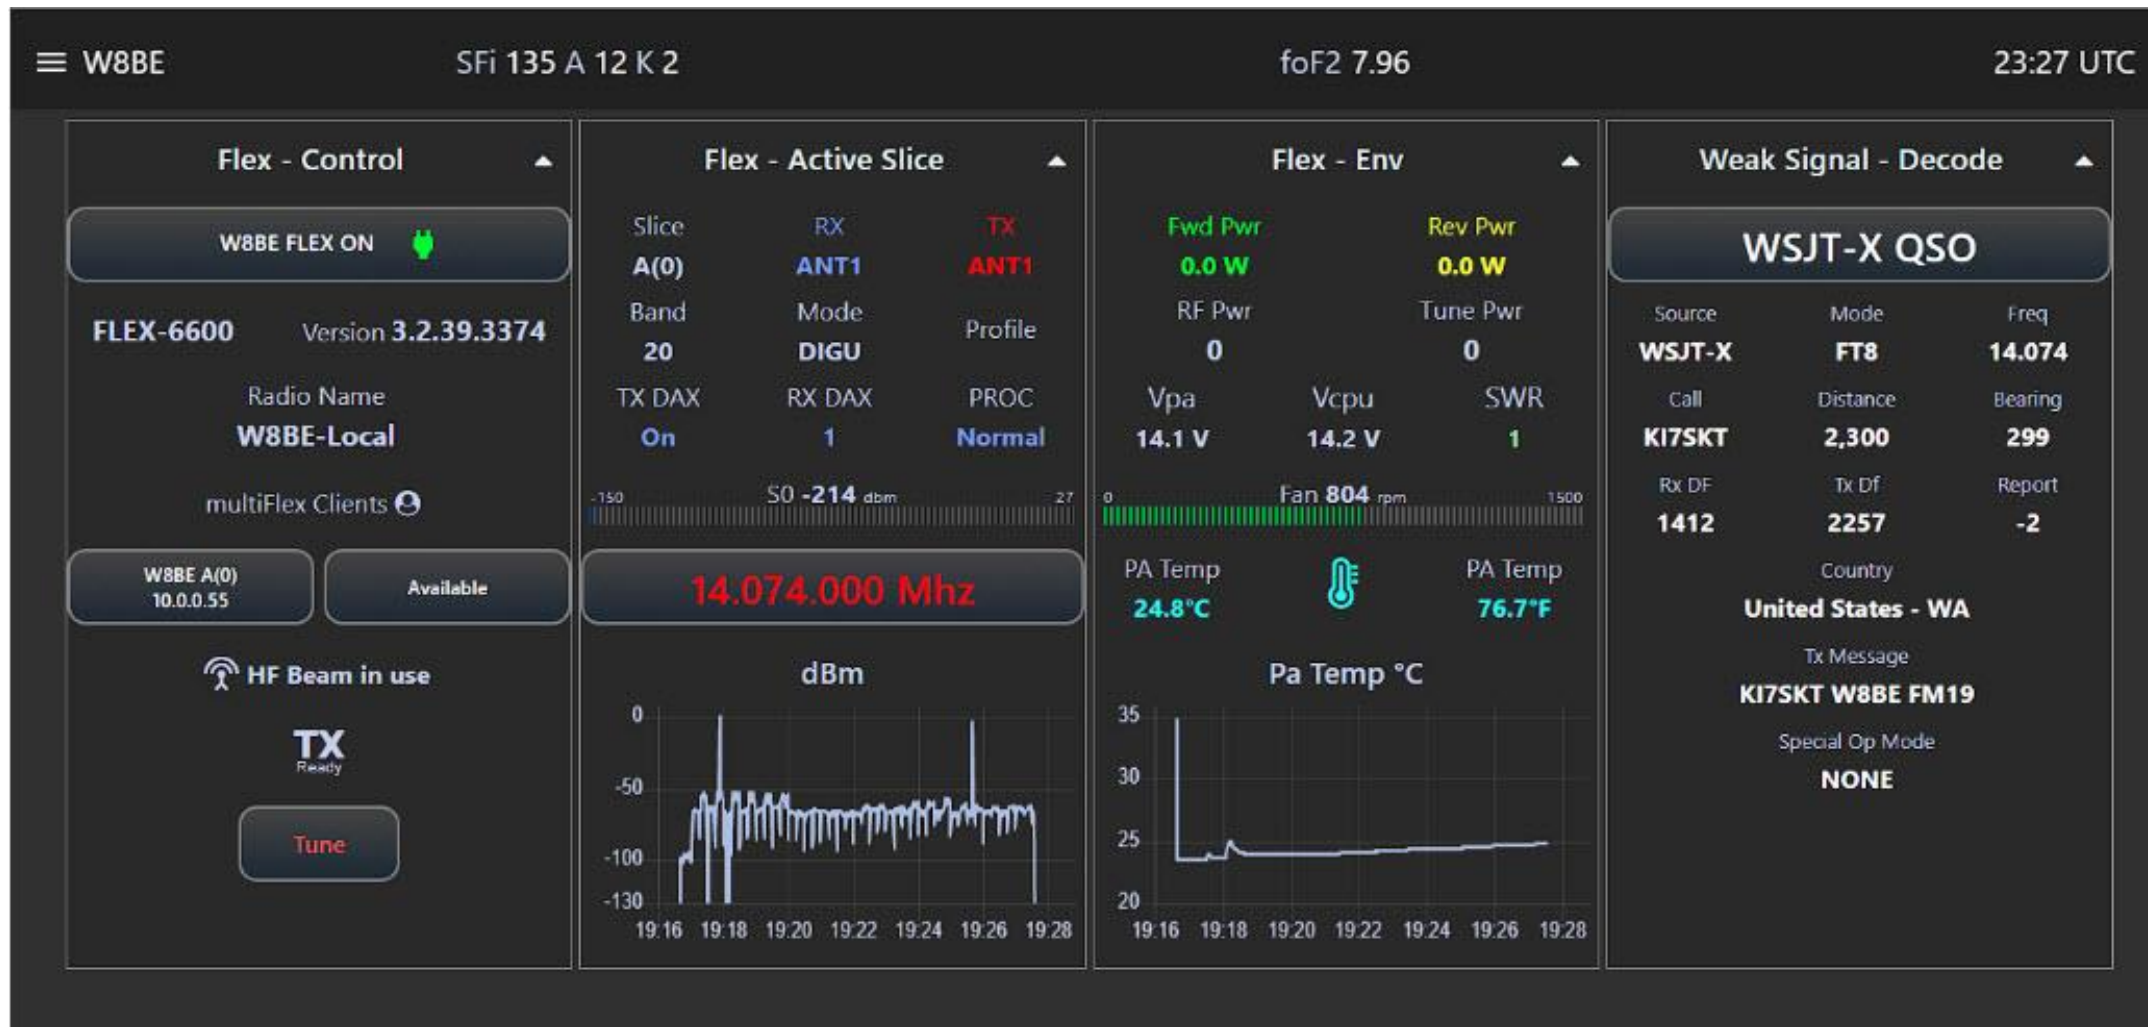 W8BE
SFi 135 A 12 K 2
foF2 7.96
23:27 UTC
Flex - Control
W8BE FLEX ON
FLEX-6600 Version 3.2.39.3374
Radio Name
W8BE-Local
multiFlex Clients
W8BE A(0)
10.0.0.55
Available
HF Beam in use
TX
Ready
Tune
Flex - Active Slice
Slice RX TX
A(0) ANT1 ANT1
Band Mode Profile
20 DIGU
TX DAX RX DAX PROC
On 1 Normal
-150 S0 -214 dbm 27
14.074.000 Mhz
dBm
0
-50
-100
-130
19:16 19:18 19:20 19:22 19:24 19:26 19:28
Flex - Env
Fwd Pwr Rev Pwr
0.0 W 0.0 W
RF Pwr Tune Pwr
0 0
Vpa Vcpu SWR
14.1 V 14.2 V 1
0 Fan 804 rpm 1500
PA Temp PA Temp
24.8°C 76.7°F
Pa Temp °C
35
30
25
20
19:16 19:18 19:20 19:22 19:24 19:26 19:28
Weak Signal - Decode
WSJT-X QSO
Source Mode Freq
WSJT-X FT8 14.074
Call Distance Bearing
KI7SKT 2,300 299
Rx DF Tx Df Report
1412 2257 -2
Country
United States - WA
Tx Message
KI7SKT W8BE FM19
Special Op Mode
NONE